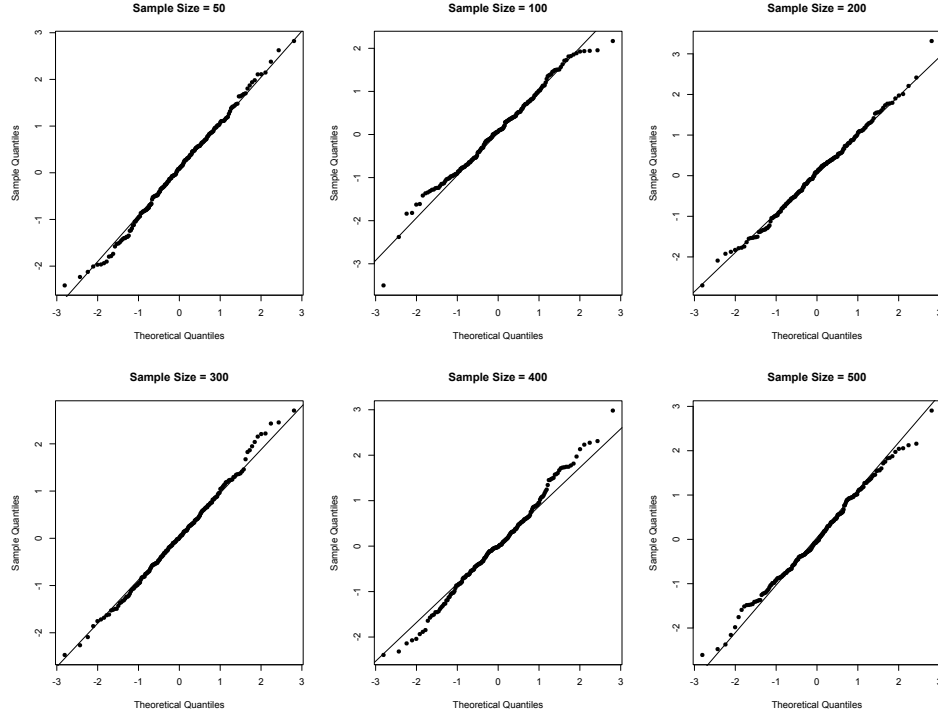 Sample Size = 50
Sample Size = 100
Sample Size = 200
Sample Quantiles
3
2
1
0
-1
-2
-3 -2 -1 0 1 2 3
Theoretical Quantiles
Sample Quantiles
2
1
0
-1
-2
-3
-3 -2 -1 0 1 2 3
Theoretical Quantiles
Sample Quantiles
3
2
1
0
-1
-2
-3 -2 -1 0 1 2 3
Theoretical Quantiles
Sample Size = 300
Sample Size = 400
Sample Size = 500
Sample Quantiles
2
1
0
-1
-2
-3 -2 -1 0 1 2 3
Theoretical Quantiles
Sample Quantiles
3
2
1
0
-1
-2
-3 -2 -1 0 1 2 3
Theoretical Quantiles
Sample Quantiles
3
2
1
0
-1
-2
-3 -2 -1 0 1 2 3
Theoretical Quantiles